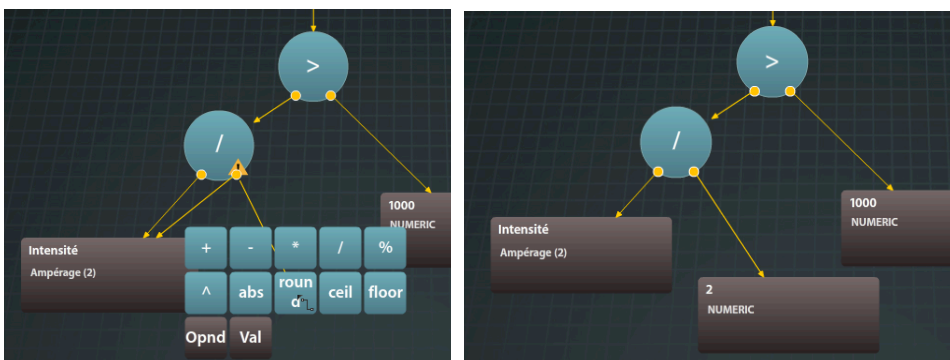 >
/
1000
NUMERIC
Intensité
Ampérage (2)
+ - * / %
^ abs roun ceil floor
d
Opnd Val
>
/
1000
NUMERIC
Intensité
Ampérage (2)
2
NUMERIC